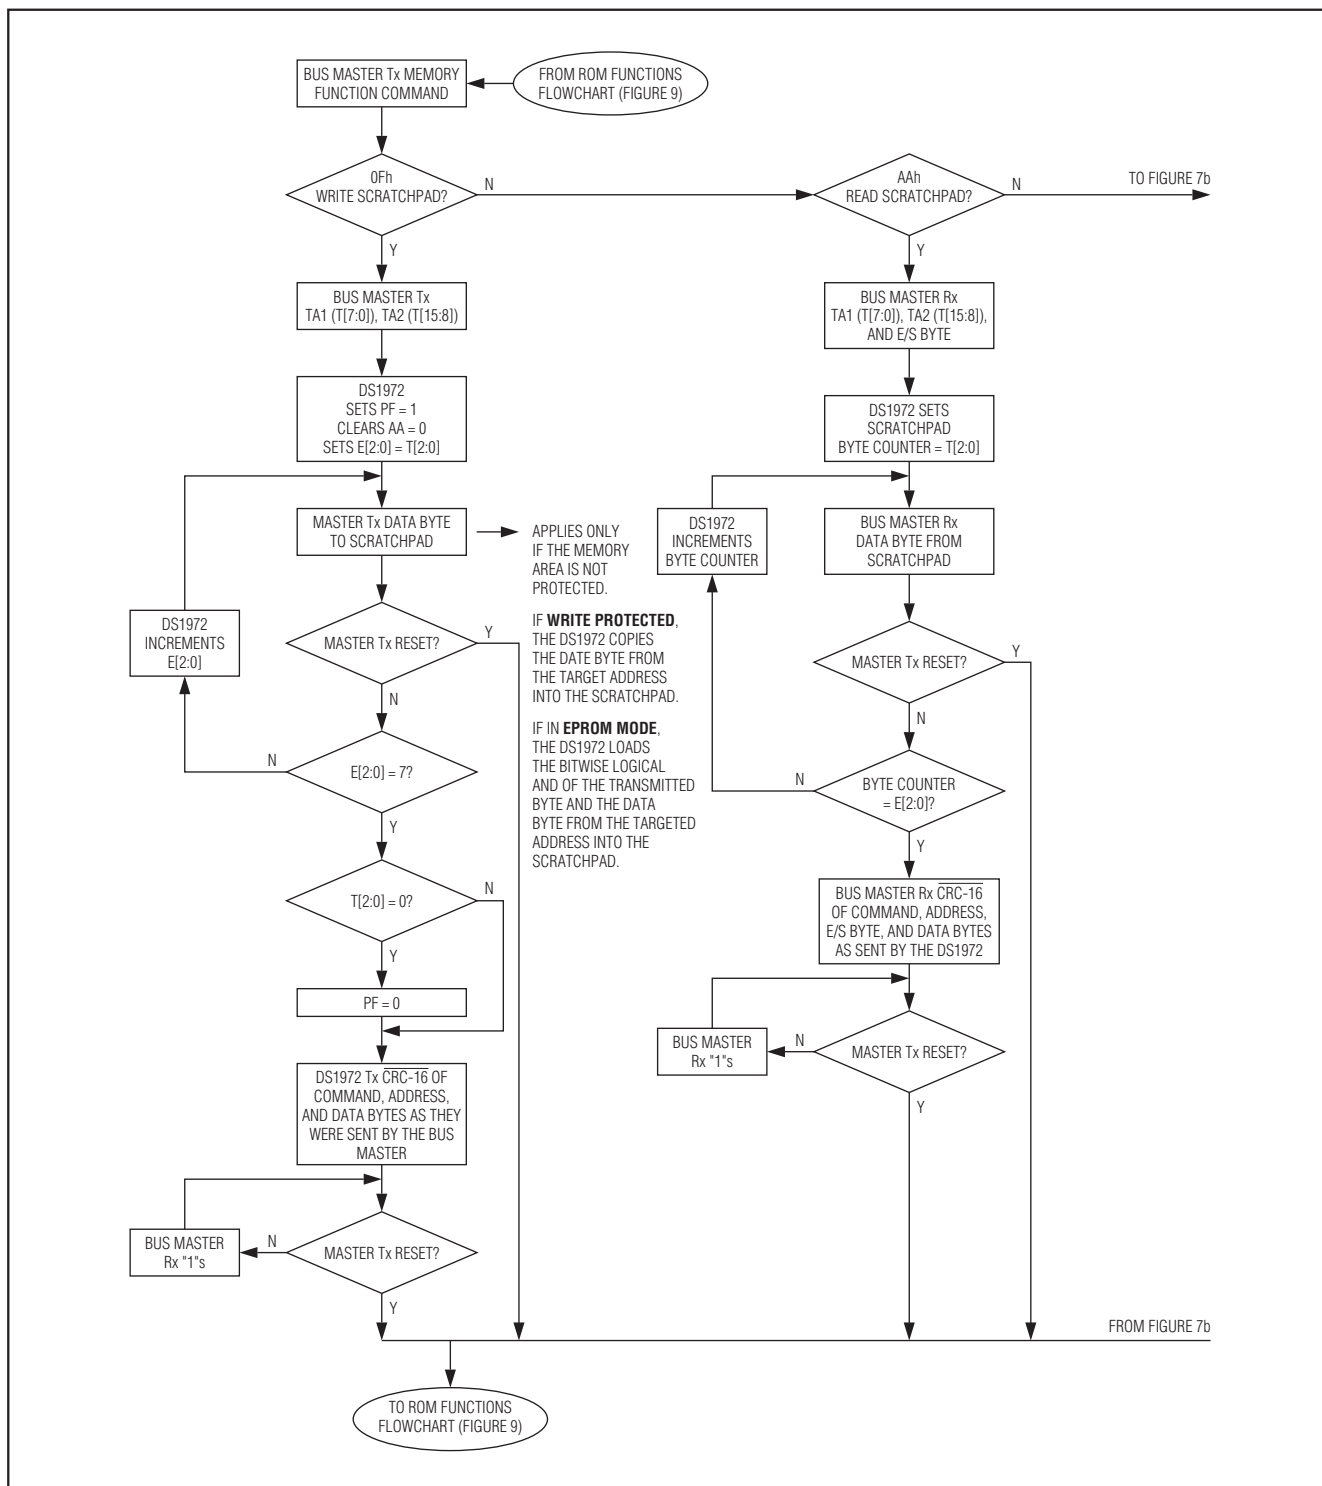 BUS MASTER Tx MEMORY
FUNCTION COMMAND
FROM ROM FUNCTIONS
FLOWCHART (FIGURE 9)
0Fh
WRITE SCRATCHPAD?
N
Y
AAh
READ SCRATCHPAD?
N
Y
TO FIGURE 7b
BUS MASTER Tx
TA1 (T[7:0]), TA2 (T[15:8])
DS1972
SETS PF = 1
CLEARS AA = 0
SETS E[2:0] = T[2:0]
MASTER Tx DATA BYTE
TO SCRATCHPAD
DS1972
INCREMENTS
E[2:0]
MASTER Tx RESET?
Y
N
E[2:0] = 7?
N
Y
T[2:0] = 0?
N
Y
PF = 0
DS1972 Tx CRC-16 OF
COMMAND, ADDRESS,
AND DATA BYTES AS THEY
WERE SENT BY THE BUS
MASTER
BUS MASTER
Rx "1"s
N
MASTER Tx RESET?
Y
APPLIES ONLY
IF THE MEMORY
AREA IS NOT
PROTECTED.
IF WRITE PROTECTED,
THE DS1972 COPIES
THE DATE BYTE FROM
THE TARGET ADDRESS
INTO THE SCRATCHPAD.
IF IN EPROM MODE,
THE DS1972 LOADS
THE BITWISE LOGICAL
AND OF THE TRANSMITTED
BYTE AND THE DATA
BYTE FROM THE TARGETED
ADDRESS INTO THE
SCRATCHPAD.
BUS MASTER Rx
TA1 (T[7:0]), TA2 (T[15:8]),
AND E/S BYTE
DS1972 SETS
SCRATCHPAD
BYTE COUNTER = T[2:0]
DS1972
INCREMENTS
BYTE COUNTER
BUS MASTER Rx
DATA BYTE FROM
SCRATCHPAD
MASTER Tx RESET?
Y
N
BYTE COUNTER
= E[2:0]?
N
Y
BUS MASTER Rx CRC-16
OF COMMAND, ADDRESS,
E/S BYTE, AND DATA BYTES
AS SENT BY THE DS1972
BUS MASTER
Rx "1"s
N
MASTER Tx RESET?
Y
FROM FIGURE 7b
TO ROM FUNCTIONS
FLOWCHART (FIGURE 9)